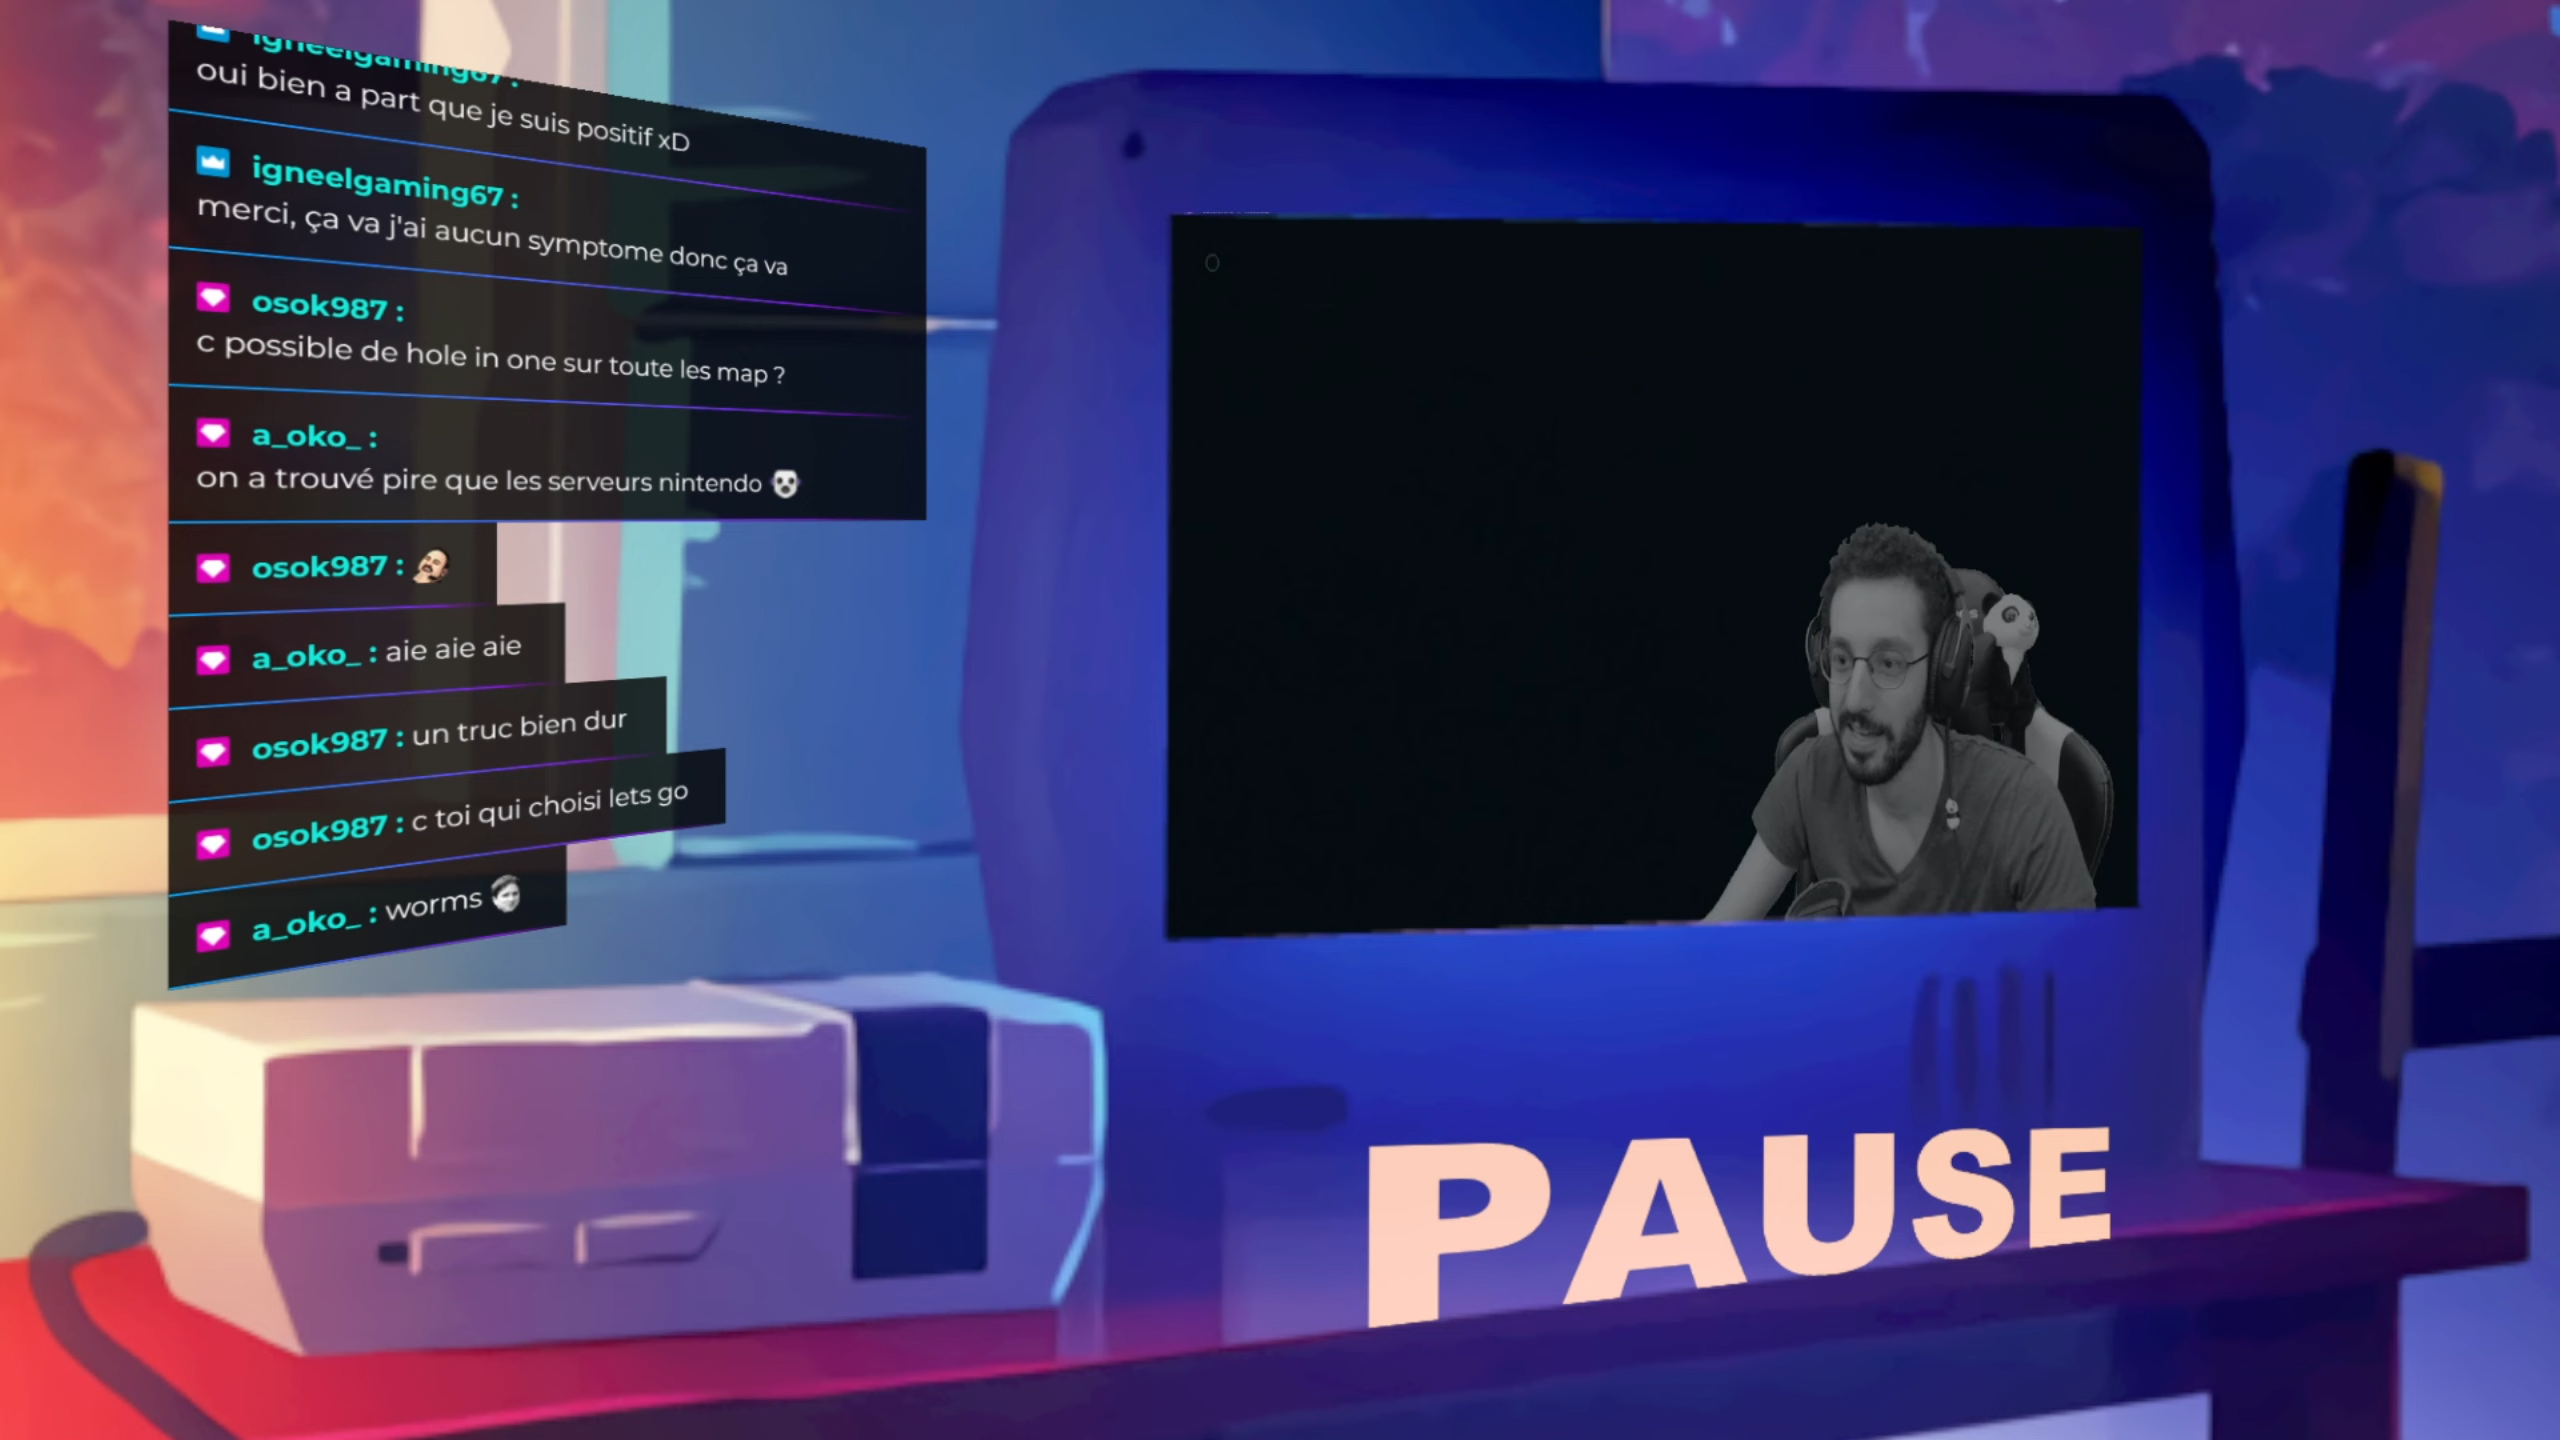 igneelgaming67 :
oui bien a part que je suis positif xD
igneelgaming67 :
merci, ça va j'ai aucun symptome donc ça va
osok987 :
c possible de hole in one sur toute les map ?
a_oko_ :
on a trouvé pire que les serveurs nintendo
osok987 :
a_oko_ : aie aie aie
osok987 : un truc bien dur
osok987 : c toi qui choisi lets go
a_oko_ : worms
PAUSE